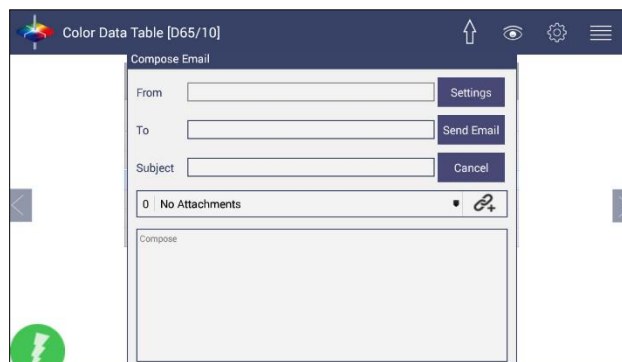 Color Data Table [D65/10]
Compose Email
From
Settings
To
Send Email
Subject
Cancel
0 No Attachments
Compose